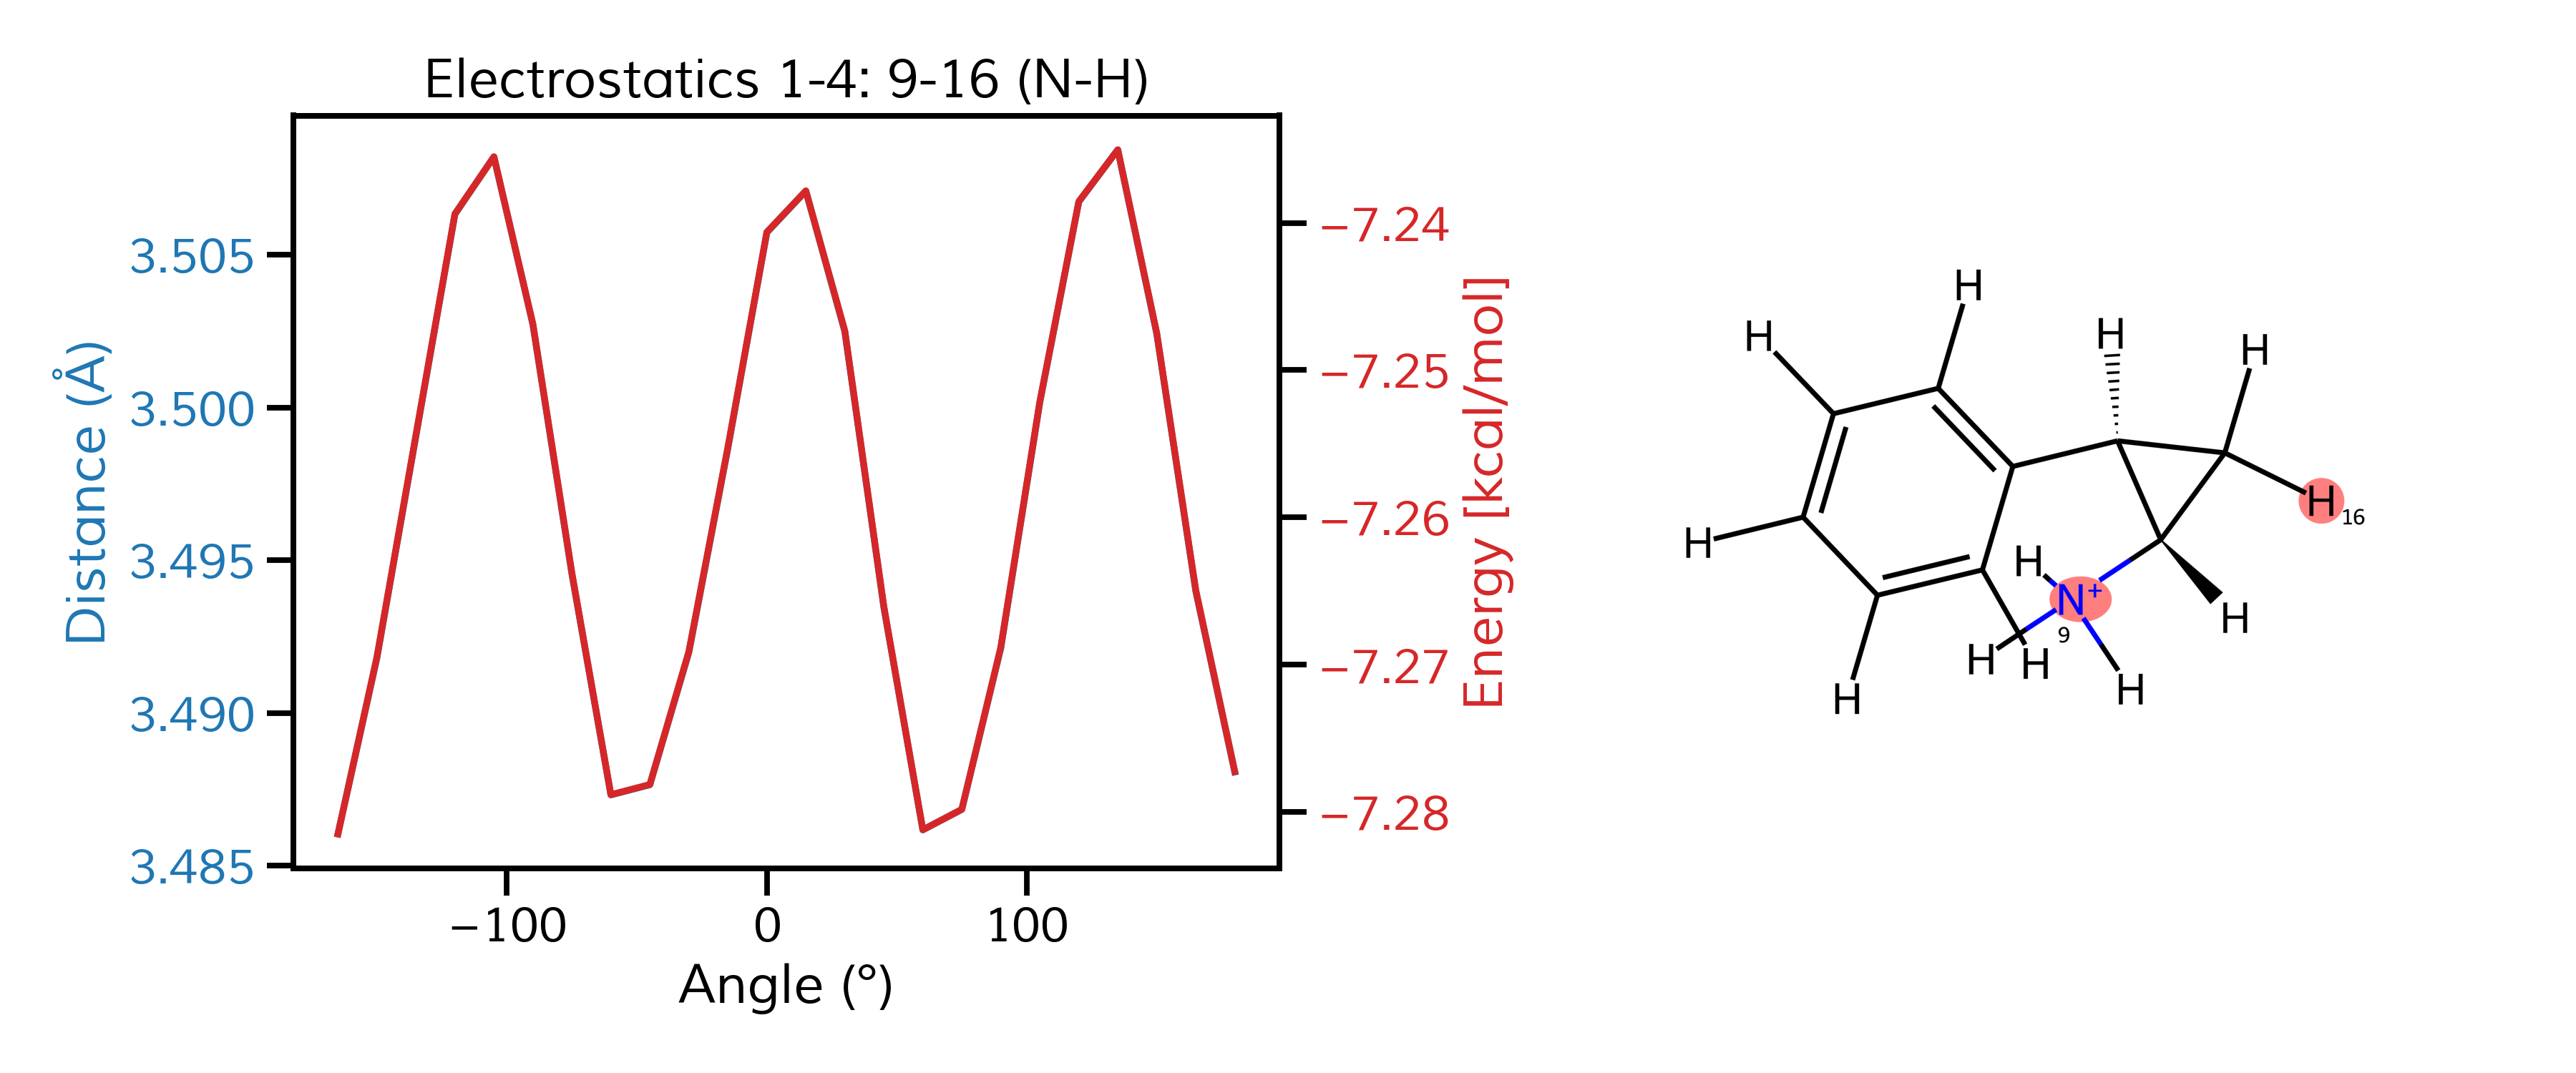 Electrostatics 1-4: 9-16 (N-H)
Distance (Å)
3.505
3.500
3.495
3.490
3.485
−100
0
100
Angle (°)
−7.24
−7.25
−7.26
−7.27
−7.28
Energy [kcal/mol]
H
H
H
H
H
16
H
H
N+
9
H
H
H
H
H